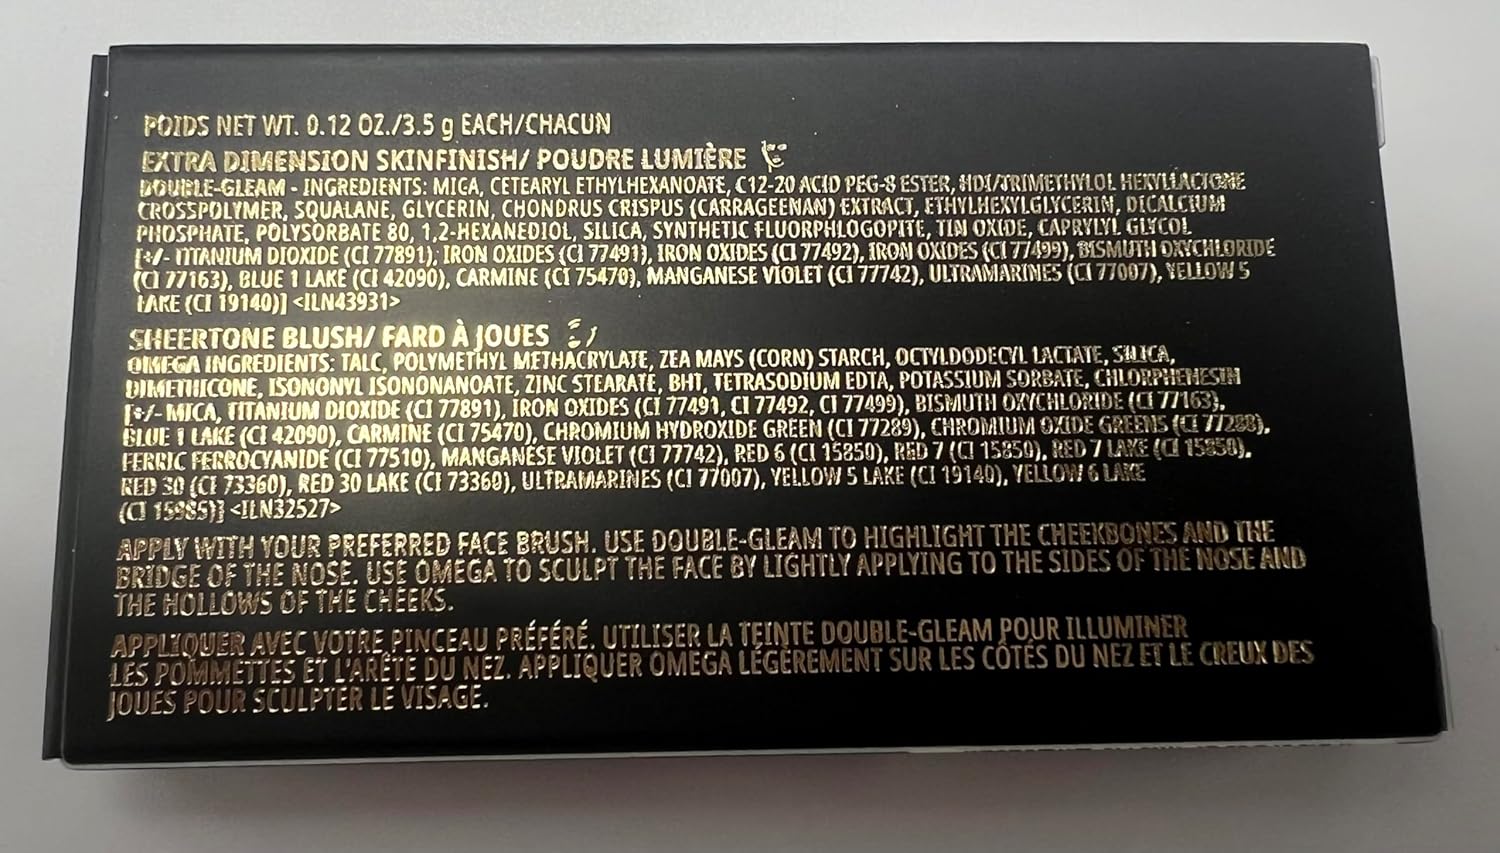 POIDS NET WT. 0.12 OZ./3.5 g EACH/CHACUN
EXTRA DIMENSION SKINFINISH/ POUDRE LUMIÈRE
DOUBLE-GLEAM - INGREDIENTS: MICA, CETEARYL ETHYLHEXANOATE, C12-20 ACID PEG-8 ESTER, HDI/TRIMETHYLOL HEXYLLACTONE
CROSSPOLYMER, SQUALANE, GLYCERIN, CHONDRUS CRISPUS (CARRAGEENAN) EXTRACT, ETHYLHEXYLGLYCERIN, DICALCIUM
PHOSPHATE, POLYSORBATE 80, 1,2-HEXANEDIOL, SILICA, SYNTHETIC FLUORPHLOGOPITE, TIN OXIDE, CAPRYLYL GLYCOL
[+/- TITANIUM DIOXIDE (CI 77891), IRON OXIDES (CI 77491), IRON OXIDES (CI 77492), IRON OXIDES (CI 77499), BISMUTH OXYCHLORIDE
(CI 77163), BLUE 1 LAKE (CI 42090), CARMINE (CI 75470), MANGANESE VIOLET (CI 77742), ULTRAMARINES (CI 77007), YELLOW 5
LAKE (CI 19140)] <ILN43931>
SHEERTONE BLUSH/ FARD À JOUES
OMEGA INGREDIENTS: TALC, POLYMETHYL METHACRYLATE, ZEA MAYS (CORN) STARCH, OCTYLDODECYL LACTATE, SILICA,
DIMETHICONE, ISONONYL ISONONANOATE, ZINC STEARATE, BHT, TETRASODIUM EDTA, POTASSIUM SORBATE, CHLORPHENESIN
[+/- MICA, TITANIUM DIOXIDE (CI 77891), IRON OXIDES (CI 77491, CI 77492, CI 77499), BISMUTH OXYCHLORIDE (CI 77163),
BLUE 1 LAKE (CI 42090), CARMINE (CI 75470), CHROMIUM HYDROXIDE GREEN (CI 77289), CHROMIUM OXIDE GREENS (CI 77288),
FERRIC FERROCYANIDE (CI 77510), MANGANESE VIOLET (CI 77742), RED 6 (CI 15850), RED 7 (CI 15850), RED 7 LAKE (CI 15850),
RED 30 (CI 73360), RED 30 LAKE (CI 73360), ULTRAMARINES (CI 77007), YELLOW 5 LAKE (CI 19140), YELLOW 6 LAKE
(CI 15985)] <ILN32527>
APPLY WITH YOUR PREFERRED FACE BRUSH. USE DOUBLE-GLEAM TO HIGHLIGHT THE CHEEKBONES AND THE
BRIDGE OF THE NOSE. USE OMEGA TO SCULPT THE FACE BY LIGHTLY APPLYING TO THE SIDES OF THE NOSE AND
THE HOLLOWS OF THE CHEEKS.
APPLIQUER AVEC VOTRE PINCEAU PRÉFÉRÉ. UTILISER LA TEINTE DOUBLE-GLEAM POUR ILLUMINER
LES POMMETTES ET L'ARÊTE DU NEZ. APPLIQUER OMEGA LÉGÈREMENT SUR LES CÔTÉS DU NEZ ET LE CREUX DES
JOUES POUR SCULPTER LE VISAGE.